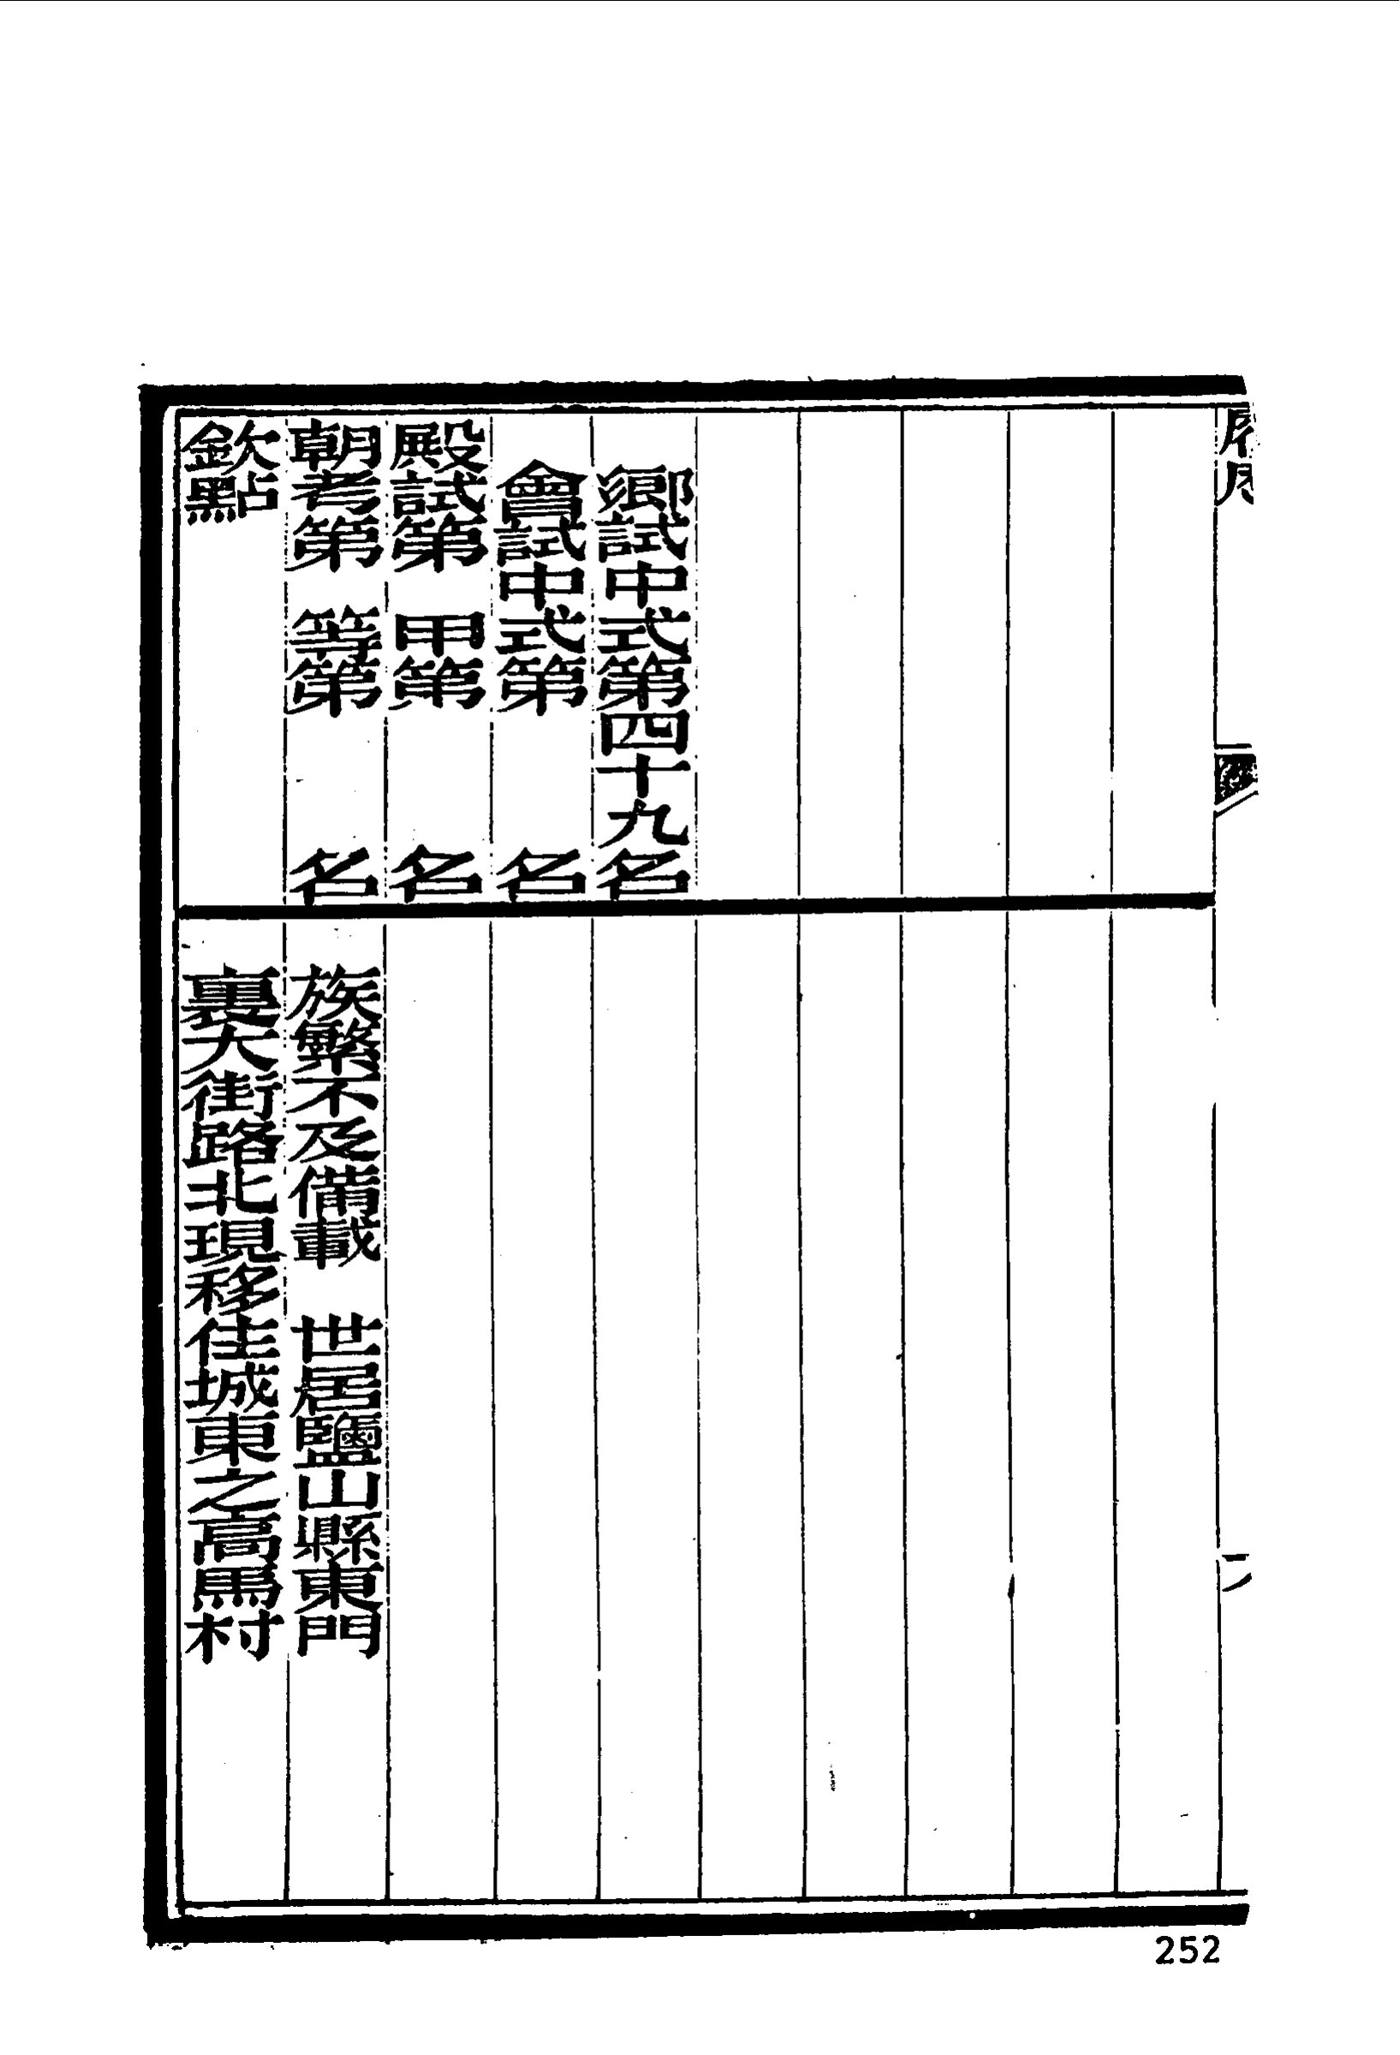 鄉試中式第四十九名
會試中式第　　名
殿試第　甲第　　名
朝考第　等第　　名
欽點
族繁不及備載　世居鹽山縣東門
裏大街路北現移住城東之高馬村
252